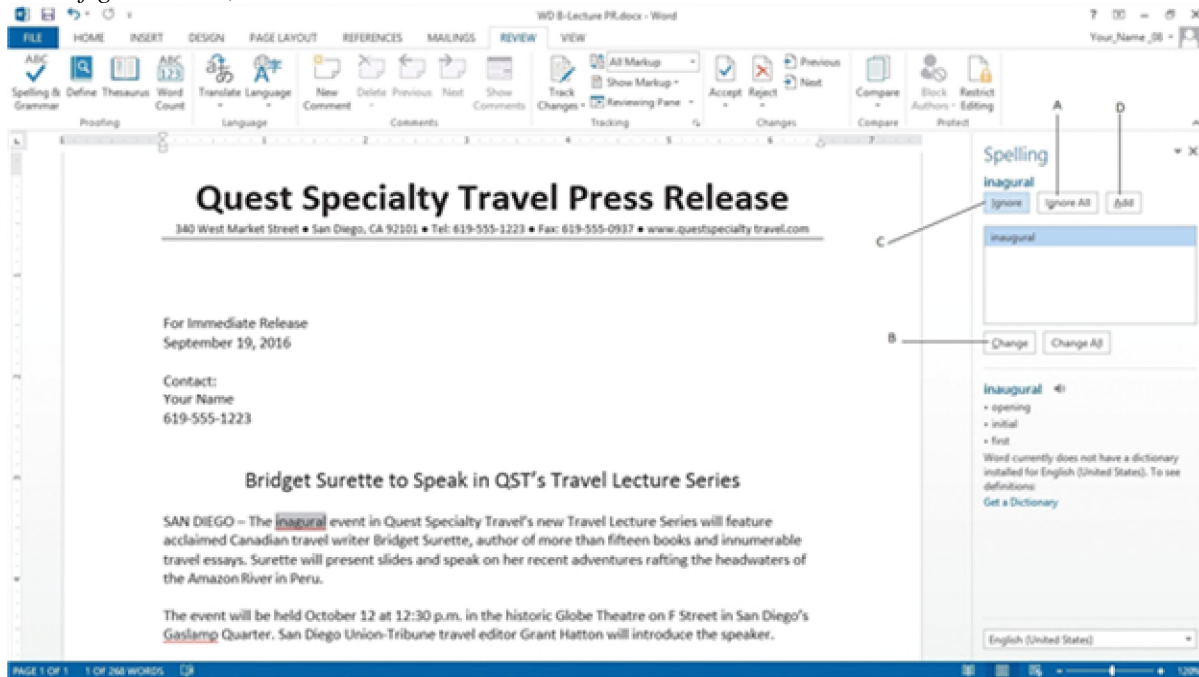 WD B-Lecture PR.docx - Word
FILE HOME INSERT DESIGN PAGE LAYOUT REFERENCES MAILINGS REVIEW VIEW Your_Name_08
Spelling & Grammar
Define
Thesaurus
Word Count
Proofing
Translate
Language
Language
New Comment
Delete
Previous
Next
Show Comments
Comments
Track Changes
All Markup
Show Markup
Reviewing Pane
Tracking
Accept
Reject
Previous
Next
Changes
Compare
Compare
Block Authors
Restrict Editing
Protect
1 2 3 4 5 6 7
Quest Specialty Travel Press Release
340 West Market Street • San Diego, CA 92101 • Tel: 619-555-1223 • Fax: 619-555-0937 • www.questspecialty travel.com
For Immediate Release
September 19, 2016
Contact:
Your Name
619-555-1223
Bridget Surette to Speak in QST's Travel Lecture Series
SAN DIEGO – The inagural event in Quest Specialty Travel's new Travel Lecture Series will feature
acclaimed Canadian travel writer Bridget Surette, author of more than fifteen books and innumerable
travel essays. Surette will present slides and speak on her recent adventures rafting the headwaters of
the Amazon River in Peru.
The event will be held October 12 at 12:30 p.m. in the historic Globe Theatre on F Street in San Diego's
Gaslamp Quarter. San Diego Union-Tribune travel editor Grant Hatton will introduce the speaker.
A D
C
B
Spelling
inagural
Ignore Ignore All Add
inaugural
Change Change All
inaugural
• opening
• initial
• first
Word currently does not have a dictionary
installed for English (United States). To see
definitions:
Get a Dictionary
English (United States)
PAGE 1 OF 1 1 OF 268 WORDS 120%